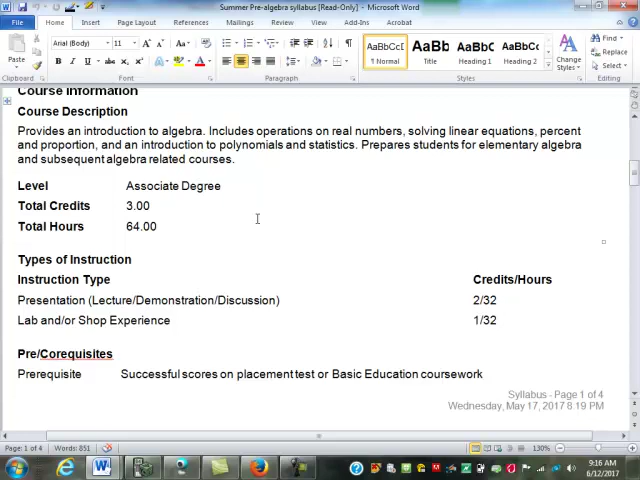 Summer Pre-algebra syllabus [Read-Only] - Microsoft Word
File Home Insert Page Layout References Mailings Review View Add-Ins Acrobat
Arial (Body) 11
AaBbCcI AaBb AaBbC AaBbCc
Find
Replace
Select
Paste
¶ Normal Title Heading 1 Heading 2
Change Styles
Clipboard Font Paragraph Styles Editing
Course Information
Course Description
Provides an introduction to algebra. Includes operations on real numbers, solving linear equations, percent
and proportion, and an introduction to polynomials and statistics. Prepares students for elementary algebra
and subsequent algebra related courses.
Level Associate Degree
Total Credits 3.00
Total Hours 64.00
Types of Instruction
Instruction Type Credits/Hours
Presentation (Lecture/Demonstration/Discussion) 2/32
Lab and/or Shop Experience 1/32
Pre/Corequisites
Prerequisite Successful scores on placement test or Basic Education coursework
Syllabus - Page 1 of 4
Wednesday, May 17, 2017 8:19 PM
Page: 1 of 4 Words: 851 130%
9:16 AM
6/12/2017